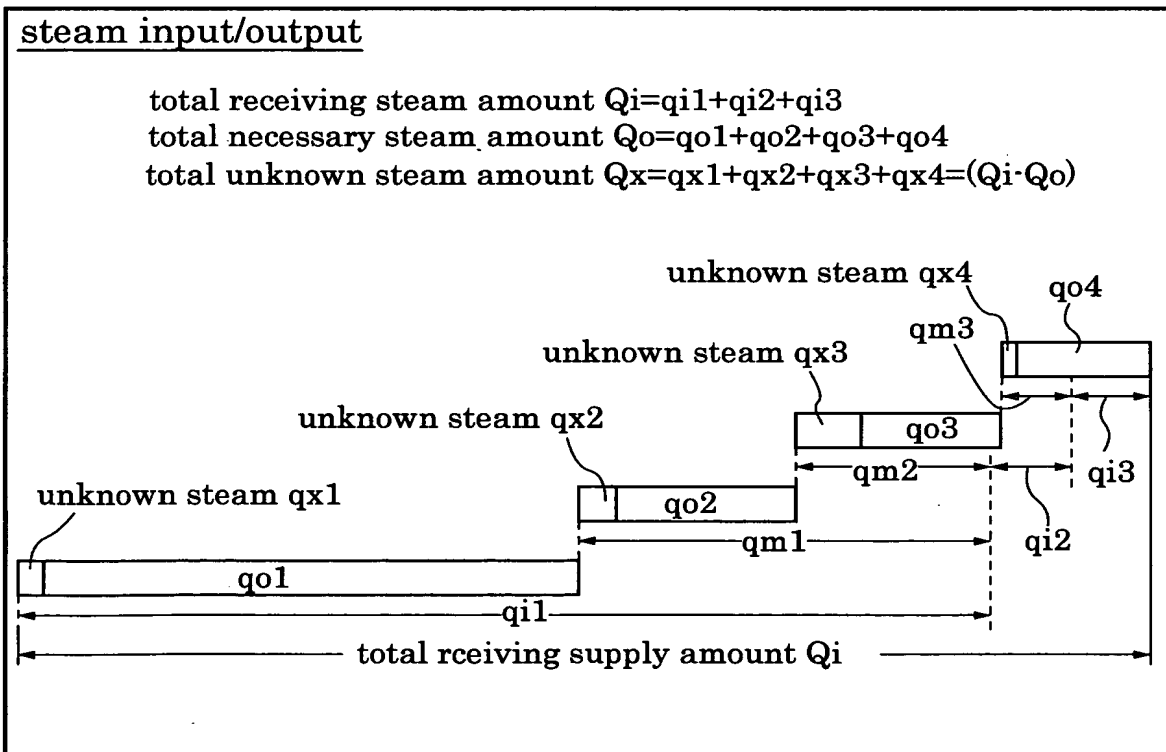 steam input/output
total receiving steam amount Qi=qi1+qi2+qi3
total necessary steam amount Qo=qo1+qo2+qo3+qo4
total unknown steam amount Qx=qx1+qx2+qx3+qx4=(Qi-Qo)
unknown steam qx4
qo4
qm3
unknown steam qx3
unknown steam qx2
qo3
qm2
qi3
unknown steam qx1
qo2
qm1
qi2
qo1
qi1
total rceiving supply amount Qi